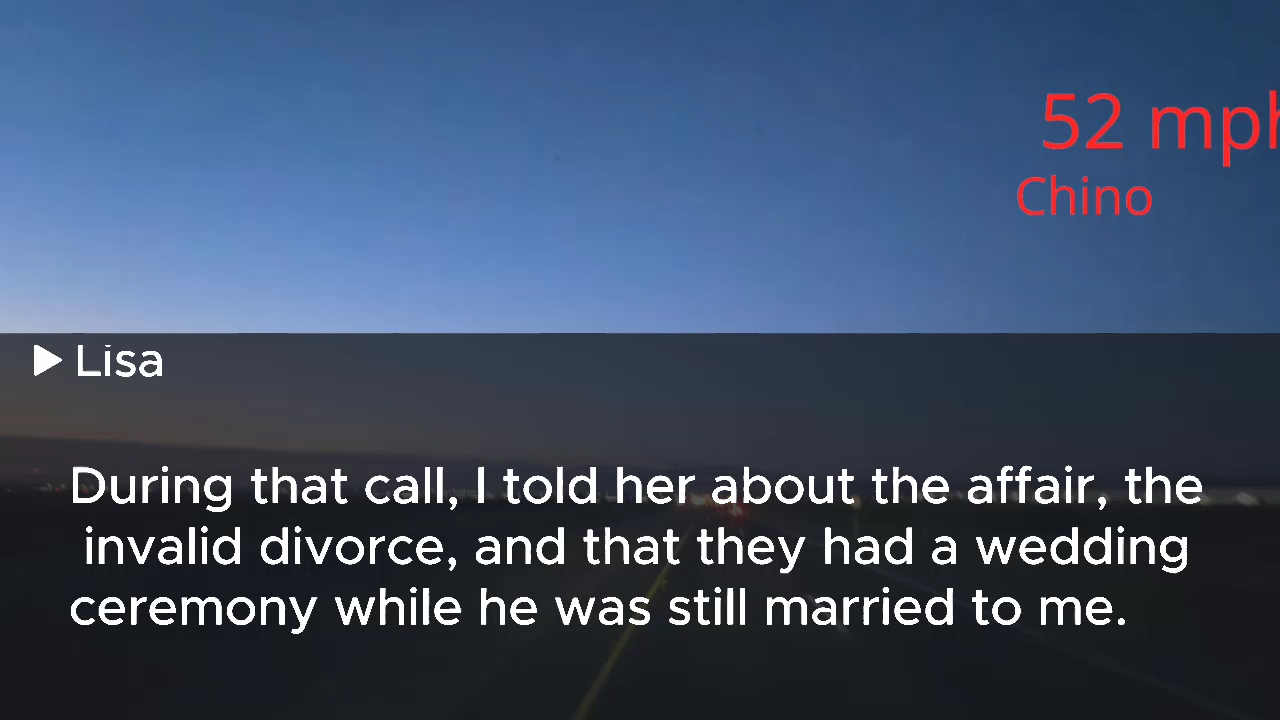 52 mph
Chino
Lisa
During that call, I told her about the affair, the
invalid divorce, and that they had a wedding
ceremony while he was still married to me.